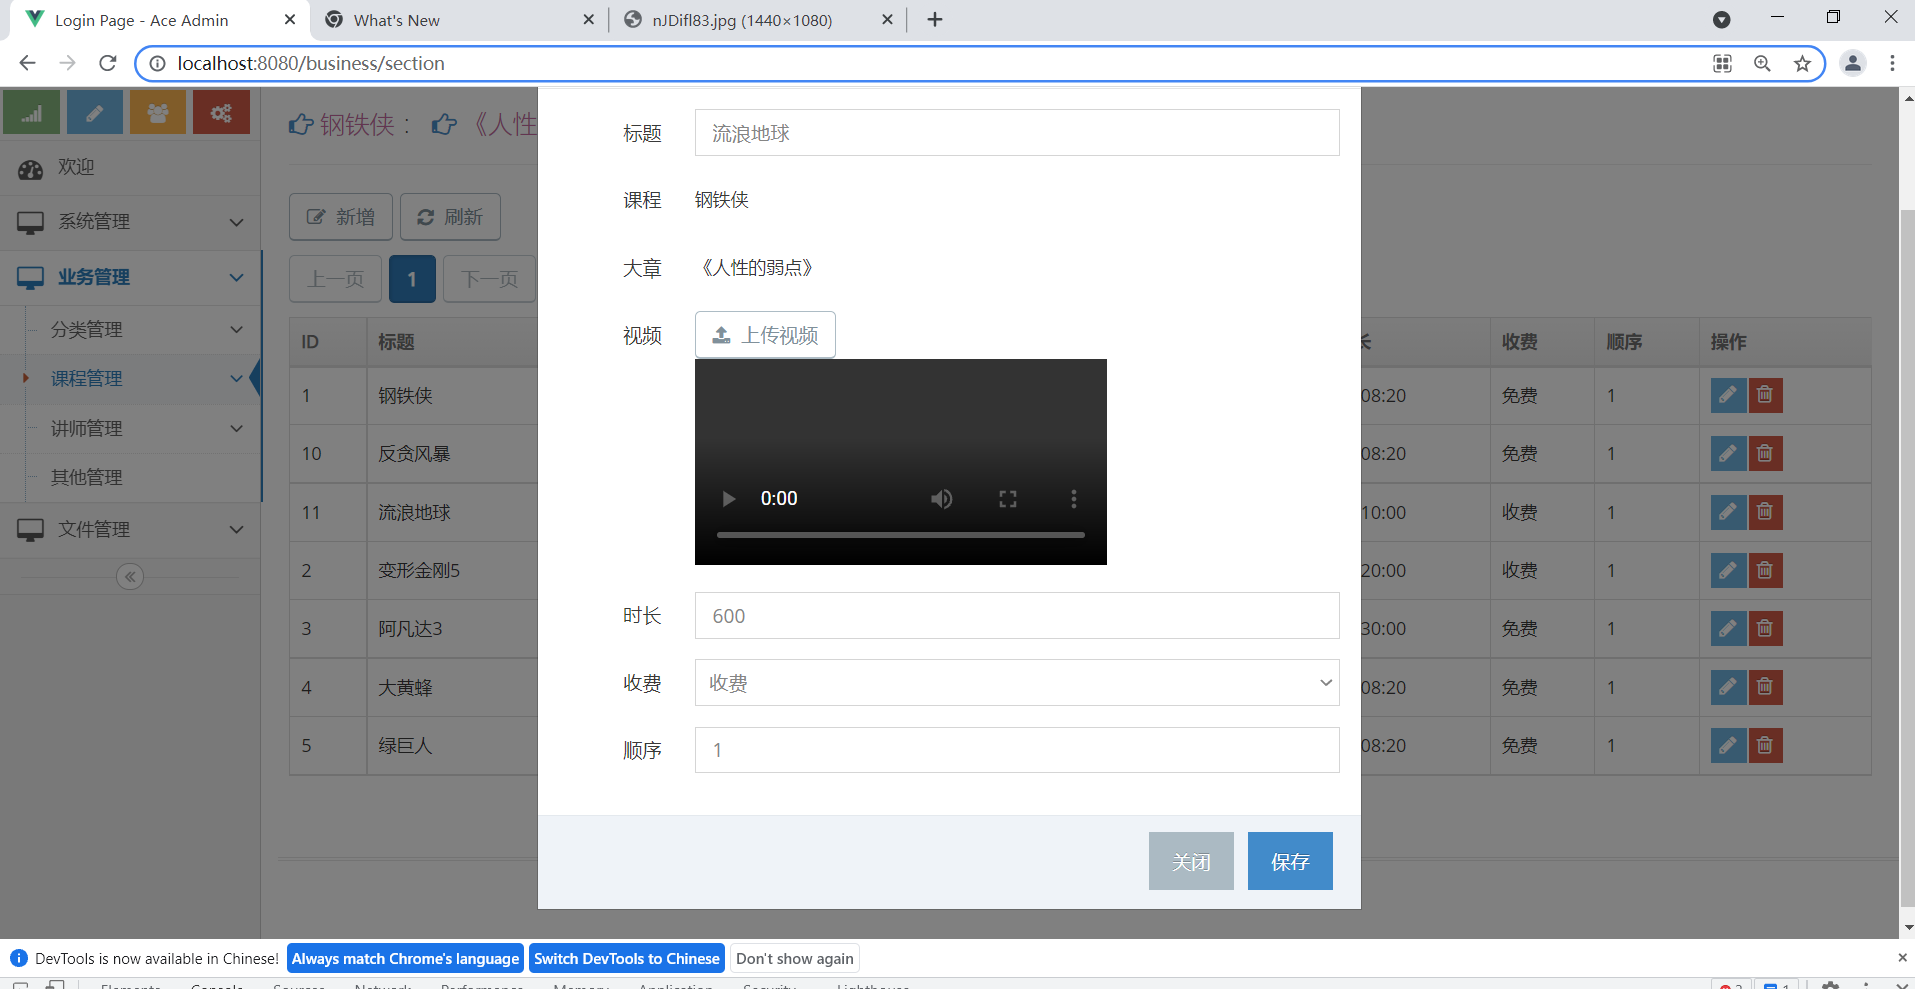 Login Page - Ace Admin
What's New
nJDifl83.jpg (1440×1080)
localhost:8080/business/section
钢铁侠：
《人性
欢迎
系统管理
业务管理
分类管理
课程管理
讲师管理
其他管理
文件管理
新增
刷新
上一页
1
下一页
ID 标题 长 收费 顺序 操作
1 钢铁侠 08:20 免费 1
10 反贪风暴 08:20 免费 1
11 流浪地球 10:00 收费 1
2 变形金刚5 20:00 收费 1
3 阿凡达3 30:00 免费 1
4 大黄蜂 08:20 免费 1
5 绿巨人 08:20 免费 1
标题 流浪地球
课程 钢铁侠
大章 《人性的弱点》
视频 上传视频
0:00
时长 600
收费 收费
顺序 1
关闭
保存
DevTools is now available in Chinese!
Always match Chrome's language
Switch DevTools to Chinese
Don't show again
Elements Console Sources Network Performance Memory Application Security Lighthouse